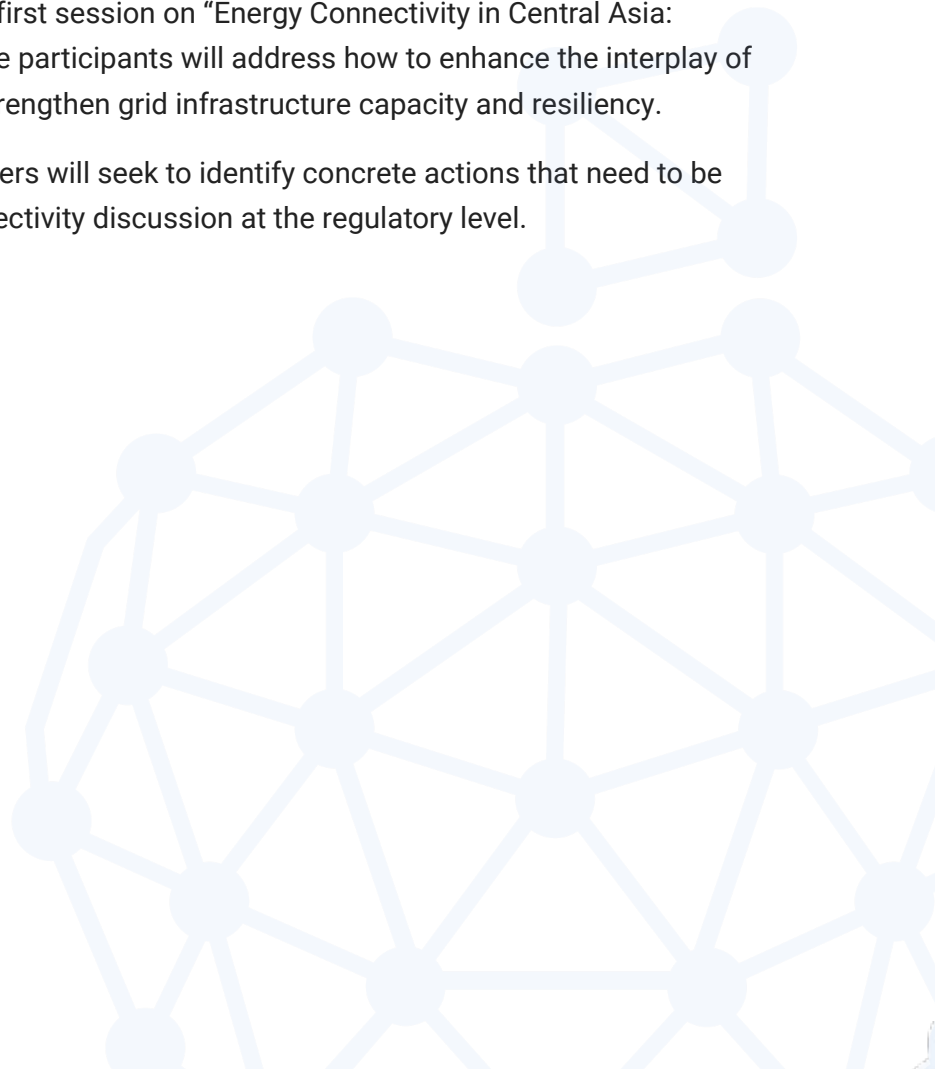 first session on “Energy Connectivity in Central Asia:
e participants will address how to enhance the interplay of
rengthen grid infrastructure capacity and resiliency.
ers will seek to identify concrete actions that need to be
ectivity discussion at the regulatory level.